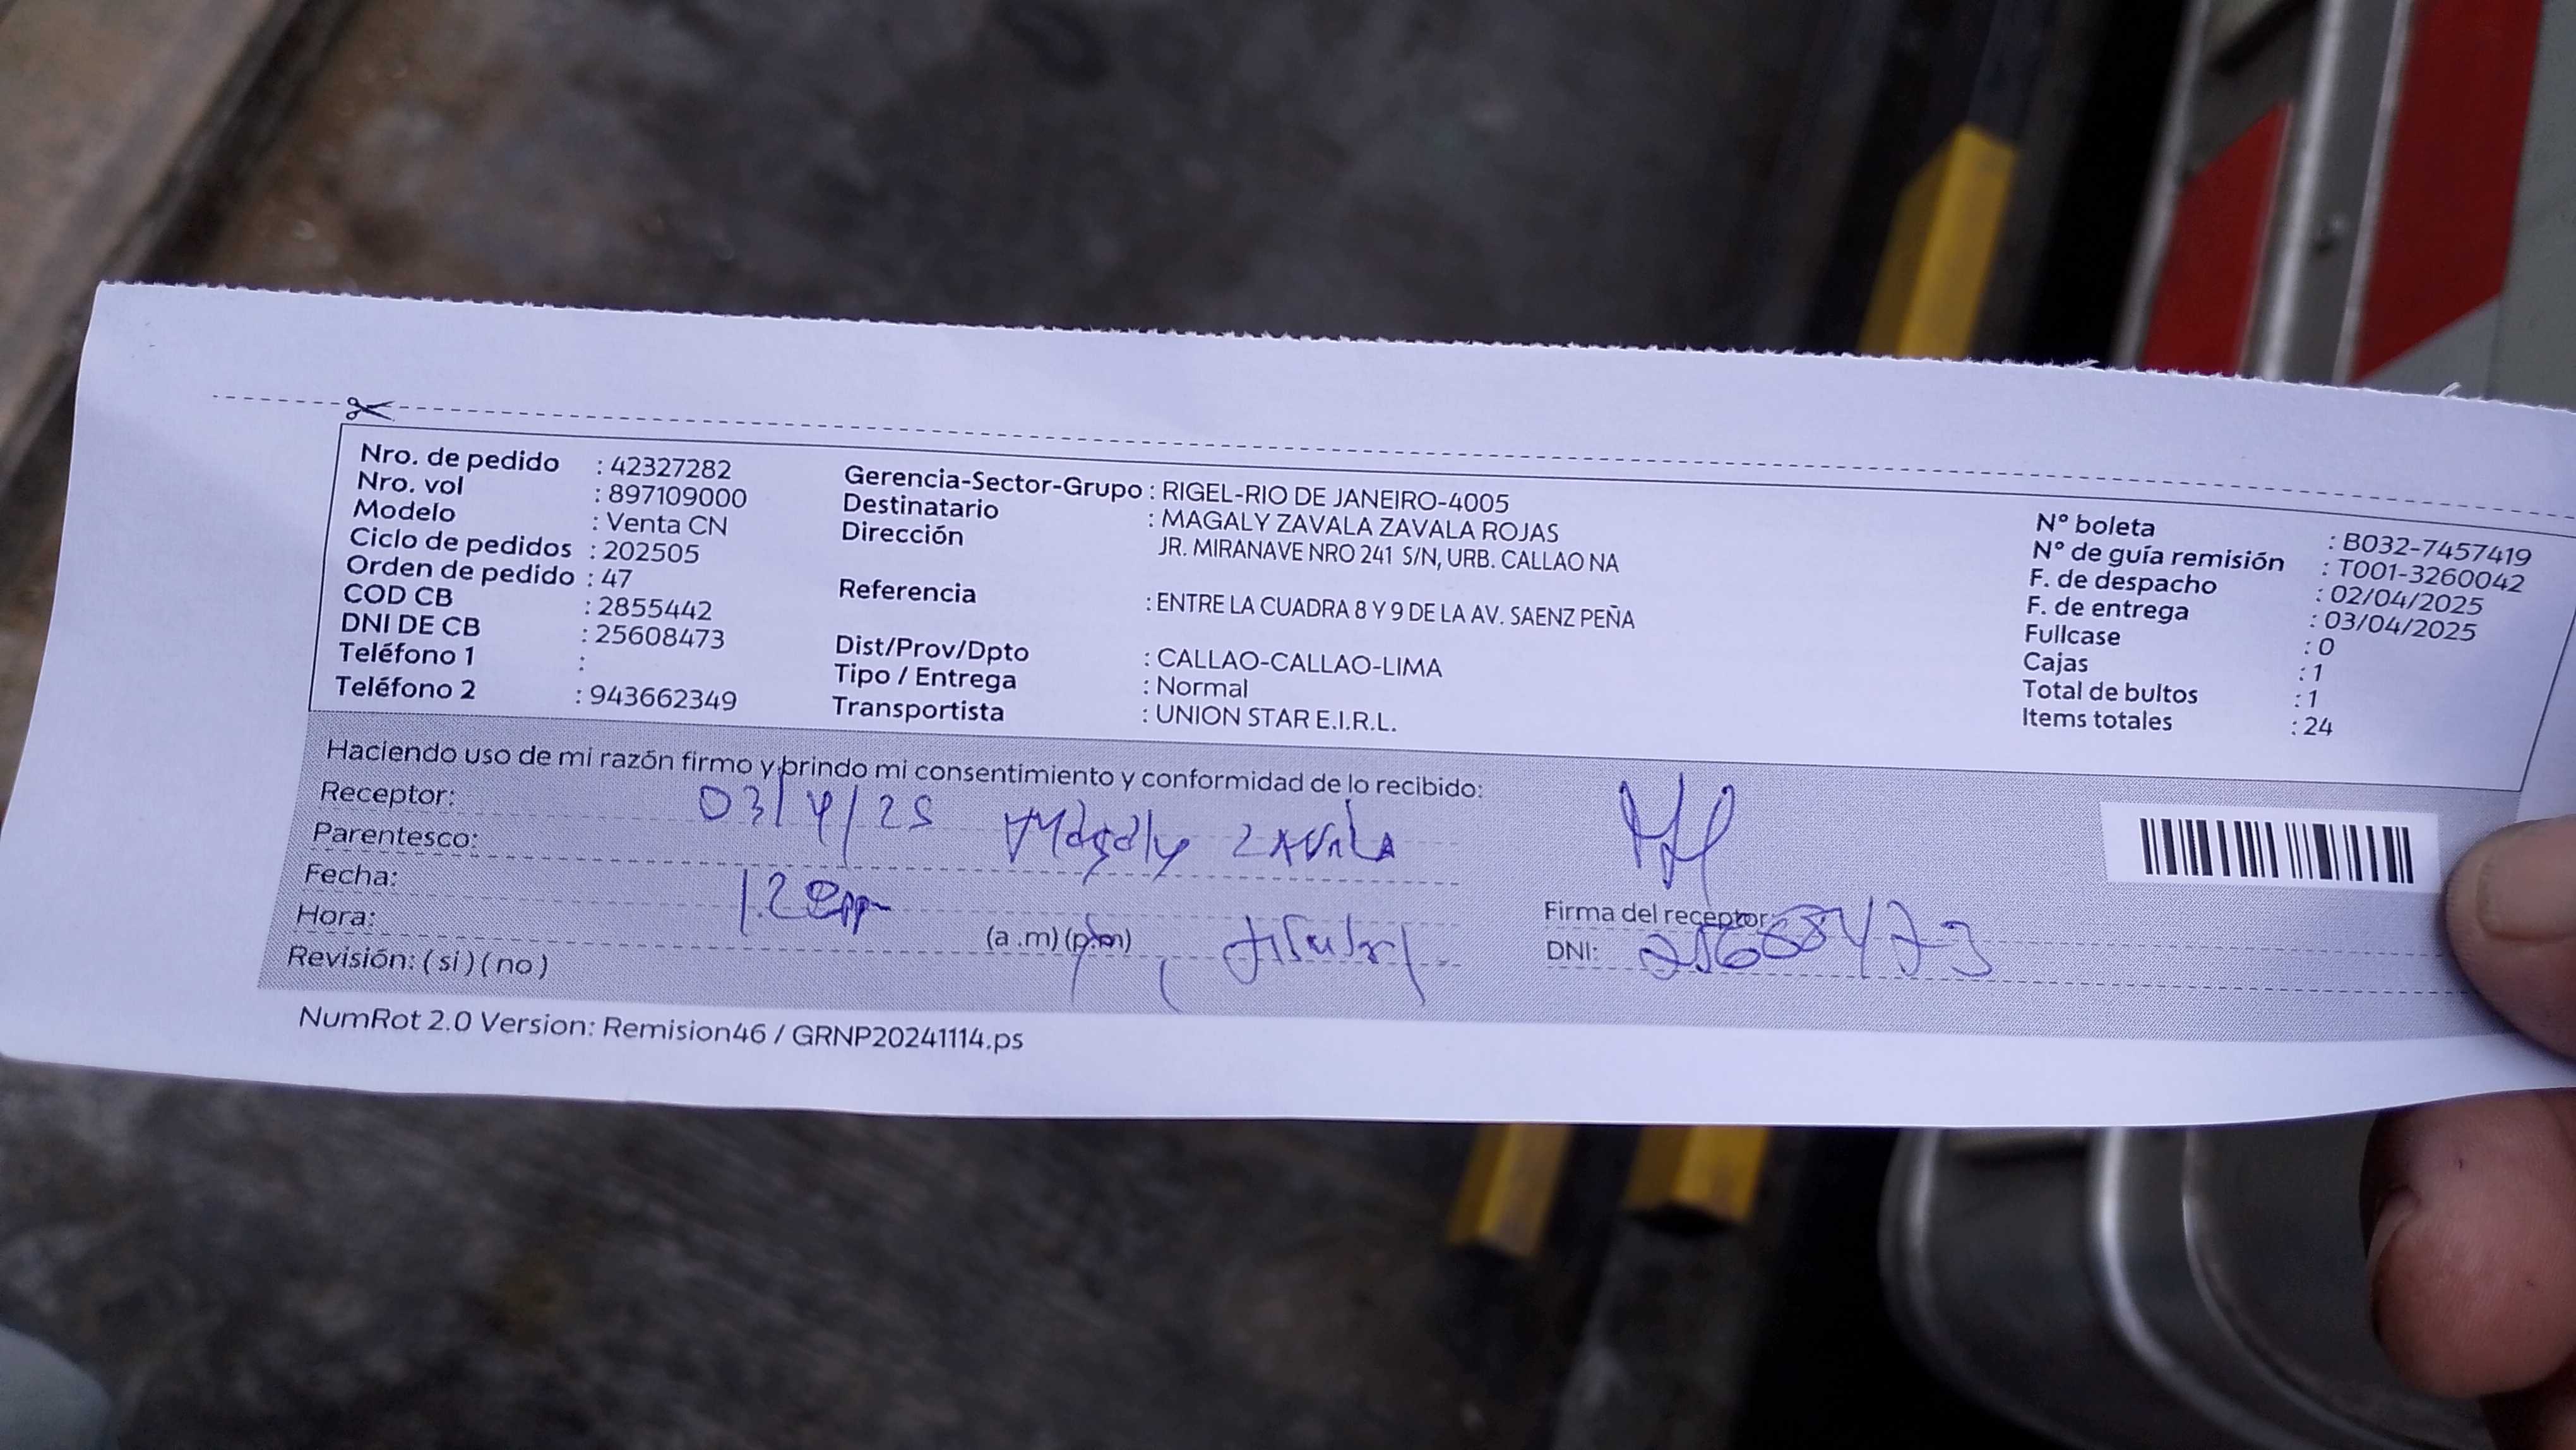 Nro. de pedido : 42327282
Nro. vol : 897109000
Modelo : Venta CN
Ciclo de pedidos : 202505
Orden de pedido : 47
COD CB : 2855442
DNI DE CB : 25608473
Teléfono 1 :
Teléfono 2 : 943662349
Gerencia-Sector-Grupo : RIGEL-RIO DE JANEIRO-4005
Destinatario : MAGALY ZAVALA ZAVALA ROJAS
Dirección JR. MIRANAVE NRO 241 S/N, URB. CALLAO NA
Referencia : ENTRE LA CUADRA 8 Y 9 DE LA AV. SAENZ PEÑA
Dist/Prov/Dpto : CALLAO-CALLAO-LIMA
Tipo / Entrega : Normal
Transportista : UNION STAR E.I.R.L.
N° boleta : B032-7457419
N° de guía remisión : T001-3260042
F. de despacho : 02/04/2025
F. de entrega : 03/04/2025
Fullcase : 0
Cajas : 1
Total de bultos : 1
Items totales : 24
Haciendo uso de mi razón firmo y brindo mi consentimiento y conformidad de lo recibido:
Receptor: 03/4/25 Magaly Zavala
Parentesco:
Fecha:
Hora: (a .m) (p.m)
Revisión: ( si ) ( no )
Firma del receptor:
DNI: 25608473
NumRot 2.0 Version: Remision46 / GRNP20241114.ps